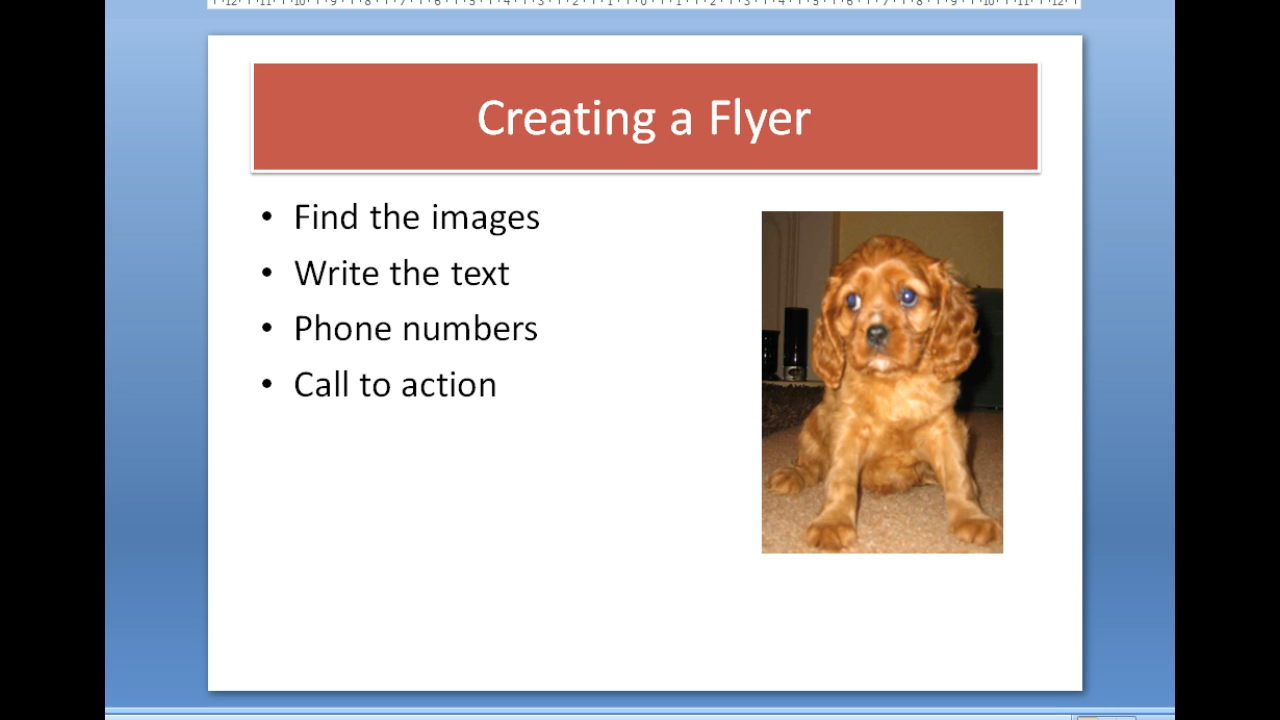 Creating a Flyer
• Find the images
• Write the text
• Phone numbers
• Call to action